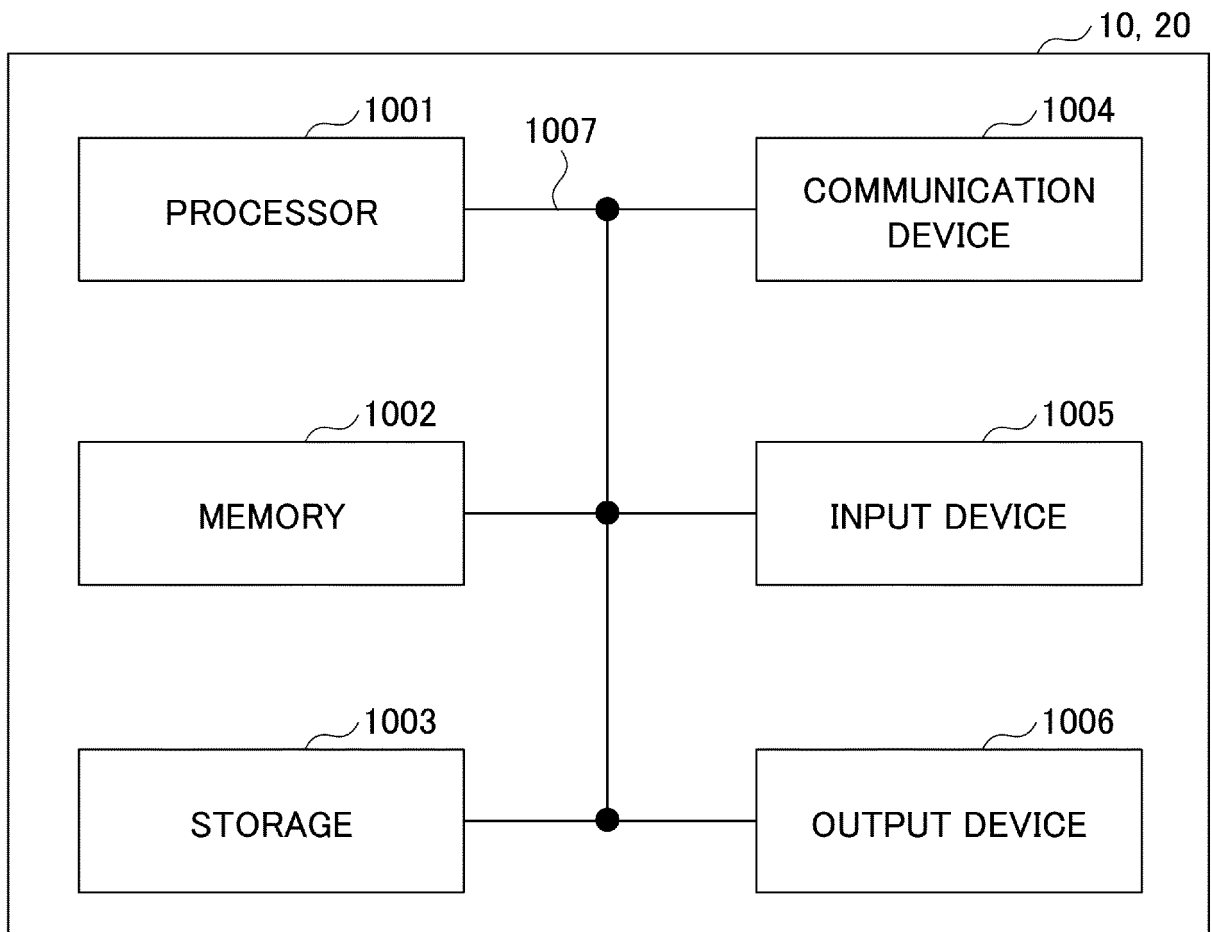 10, 20
1001
1007
1004
PROCESSOR
COMMUNICATION
DEVICE
1002
1005
MEMORY
INPUT DEVICE
1003
1006
STORAGE
OUTPUT DEVICE